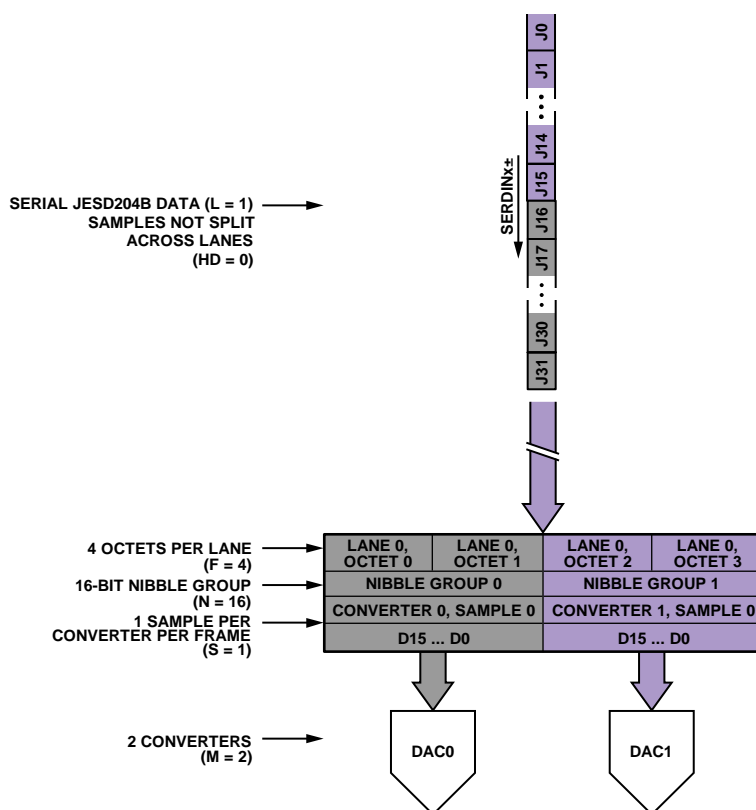 J0
J1
...
J14
J15
J16
J17
...
J30
J31
SERDINx±
SERIAL JESD204B DATA (L = 1)
SAMPLES NOT SPLIT
ACROSS LANES
(HD = 0)
4 OCTETS PER LANE
(F = 4)
LANE 0,
OCTET 0
LANE 0,
OCTET 1
LANE 0,
OCTET 2
LANE 0,
OCTET 3
16-BIT NIBBLE GROUP
(N = 16)
NIBBLE GROUP 0
NIBBLE GROUP 1
1 SAMPLE PER
CONVERTER PER FRAME
(S = 1)
CONVERTER 0, SAMPLE 0
CONVERTER 1, SAMPLE 0
D15 ... D0
D15 ... D0
2 CONVERTERS
(M = 2)
DAC0
DAC1